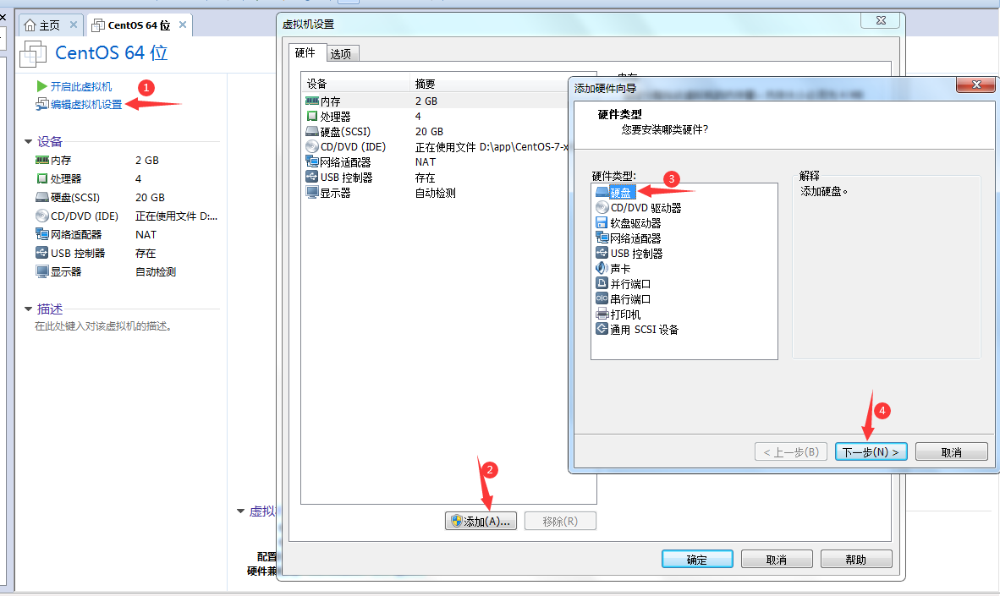 主页
CentOS 64 位
CentOS 64 位
开启此虚拟机
1
编辑虚拟机设置
设备
内存 2 GB
处理器 4
硬盘(SCSI) 20 GB
CD/DVD (IDE) 正在使用文件 D:...
网络适配器 NAT
USB 控制器 存在
显示器 自动检测
描述
在此处键入对该虚拟机的描述。
虚拟
配置
硬件兼
虚拟机设置
硬件 选项
设备 摘要
内存 2 GB
处理器 4
硬盘(SCSI) 20 GB
CD/DVD (IDE) 正在使用文件 D:\app\CentOS-7-x
网络适配器 NAT
USB 控制器 存在
显示器 自动检测
2
添加(A)... 移除(R)
确定 取消 帮助
添加硬件向导
硬件类型
您要安装哪类硬件?
硬件类型:
硬盘
3
CD/DVD 驱动器
软盘驱动器
网络适配器
USB 控制器
声卡
并行端口
串行端口
打印机
通用 SCSI 设备
解释
添加硬盘。
4
< 上一步(B) 下一步(N) > 取消